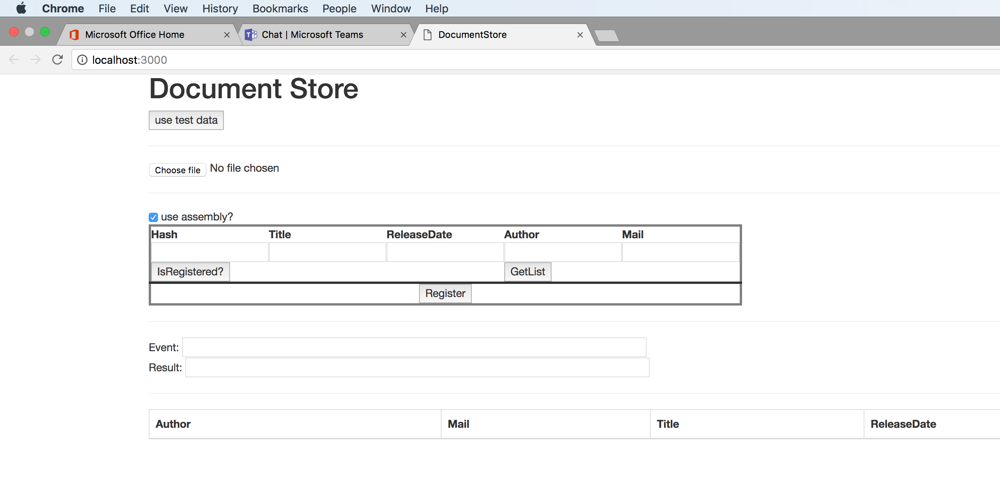 Chrome File Edit View History Bookmarks People Window Help
Microsoft Office Home Chat | Microsoft Teams DocumentStore
localhost:3000
Document Store
use test data
Choose file No file chosen
use assembly?
Hash Title ReleaseDate Author Mail
IsRegistered? GetList
Register
Event:
Result:
Author Mail Title ReleaseDate